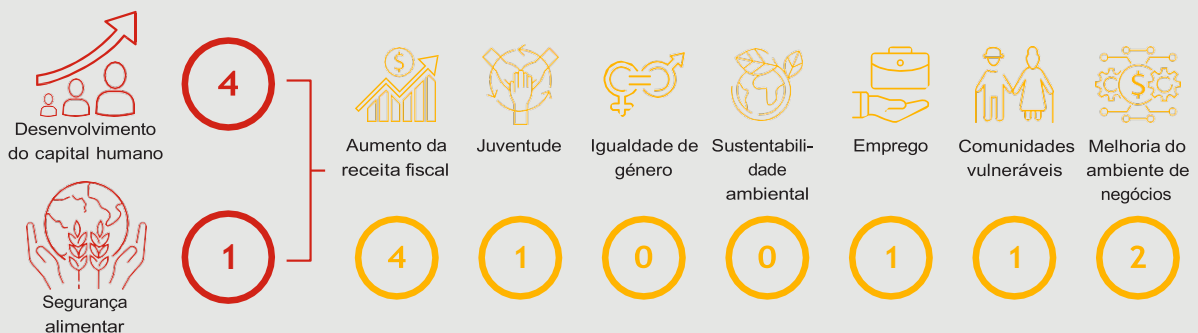 Desenvolvimento
do capital humano
4
Segurança
alimentar
1
Aumento da
receita fiscal
4
Juventude
1
Igualdade de
género
0
Sustentabili-
dade
ambiental
0
Emprego
1
Comunidades
vulneráveis
1
Melhoria do
ambiente de
negócios
2
$
$